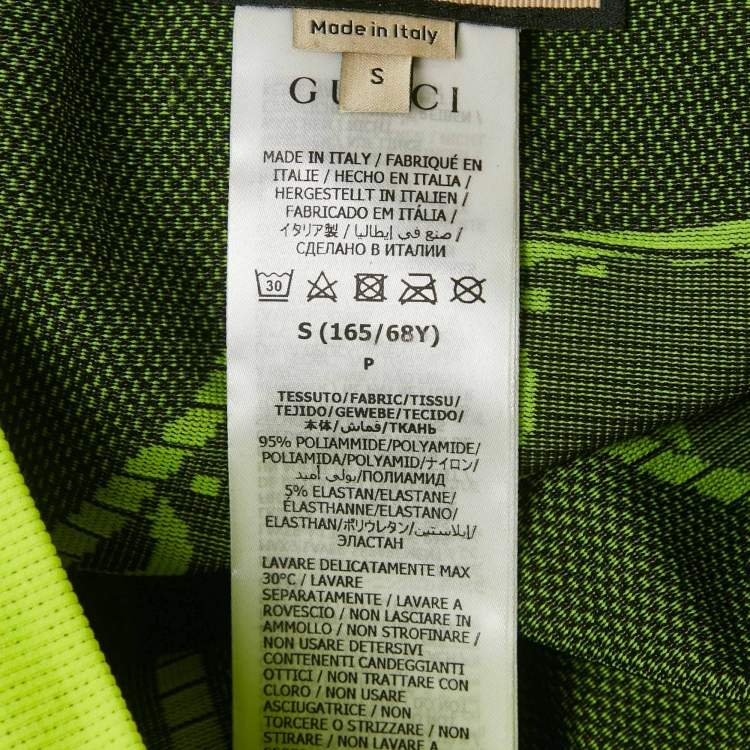 Made in Italy
S
GUCCI
MADE IN ITALY / FABRIQUÉ EN
ITALIE / HECHO EN ITALIA /
HERGESTELLT IN ITALIEN /
FABRICADO EM ITÁLIA /
イタリア製 / صنع في إيطاليا /
СДЕЛАНО В ИТАЛИИ
30
S (165/68Y)
P
TESSUTO/FABRIC/TISSU/
TEJIDO/GEWEBE/TECIDO/
本体/قماش/ТКАНЬ
95% POLIAMMIDE/POLYAMIDE/
POLIAMIDA/POLYAMID/ナイロン/
بولي أميد/ПОЛИАМИД
5% ELASTAN/ELASTANE/
ÉLASTHANNE/ELASTANO/
ELASTHAN/ポリウレタン/إيلاستين/
ЭЛАСТАН
LAVARE DELICATAMENTE MAX
30°C / LAVARE
SEPARATAMENTE / LAVARE A
ROVESCIO / NON LASCIARE IN
AMMOLLO / NON STROFINARE /
NON USARE DETERSIVI
CONTENENTI CANDEGGIANTI
OTTICI / NON TRATTARE CON
CLORO / NON USARE
ASCIUGATRICE / NON
TORCERE O STRIZZARE / NON
STIRARE / NON LAVARE A